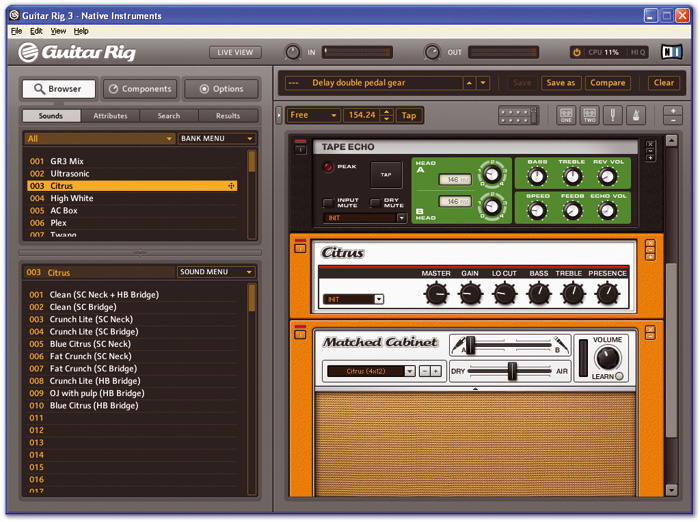 Guitar Rig 3 - Native Instruments
File Edit View Help
Guitar Rig
LIVE VIEW
IN
OUT
CPU 11%
HI Q
Browser
Components
Options
--- Delay double pedal gear
Save
Save as
Compare
Clear
Sounds
Attributes
Search
Results
Free
154.24
Tap
ONE
TWO
All
BANK MENU
001 GR3 Mix
002 Ultrasonic
003 Citrus
004 High White
005 AC Box
006 Plex
007 Twang
TAPE ECHO
PEAK
TAP
INPUT MUTE
DRY MUTE
INIT
HEAD A
146 ms
146 ms
B HEAD
BASS
TREBLE
REV VOL
SPEED
FEEDB
ECHO VOL
Citrus
MASTER
GAIN
LO CUT
BASS
TREBLE
PRESENCE
INIT
003 Citrus
SOUND MENU
001 Clean (SC Neck + HB Bridge)
002 Clean (SC Bridge)
003 Crunch Lite (SC Neck)
004 Crunch Lite (SC Bridge)
005 Blue Citrus (SC Neck)
006 Fat Crunch (SC Neck)
007 Fat Crunch (SC Bridge)
008 Crunch Lite (HB Bridge)
009 OJ with pulp (HB Bridge)
010 Blue Citrus (HB Bridge)
011
012
013
014
015
016
017
Matched Cabinet
Citrus (4x12)
A
B
DRY
AIR
VOLUME
LEARN